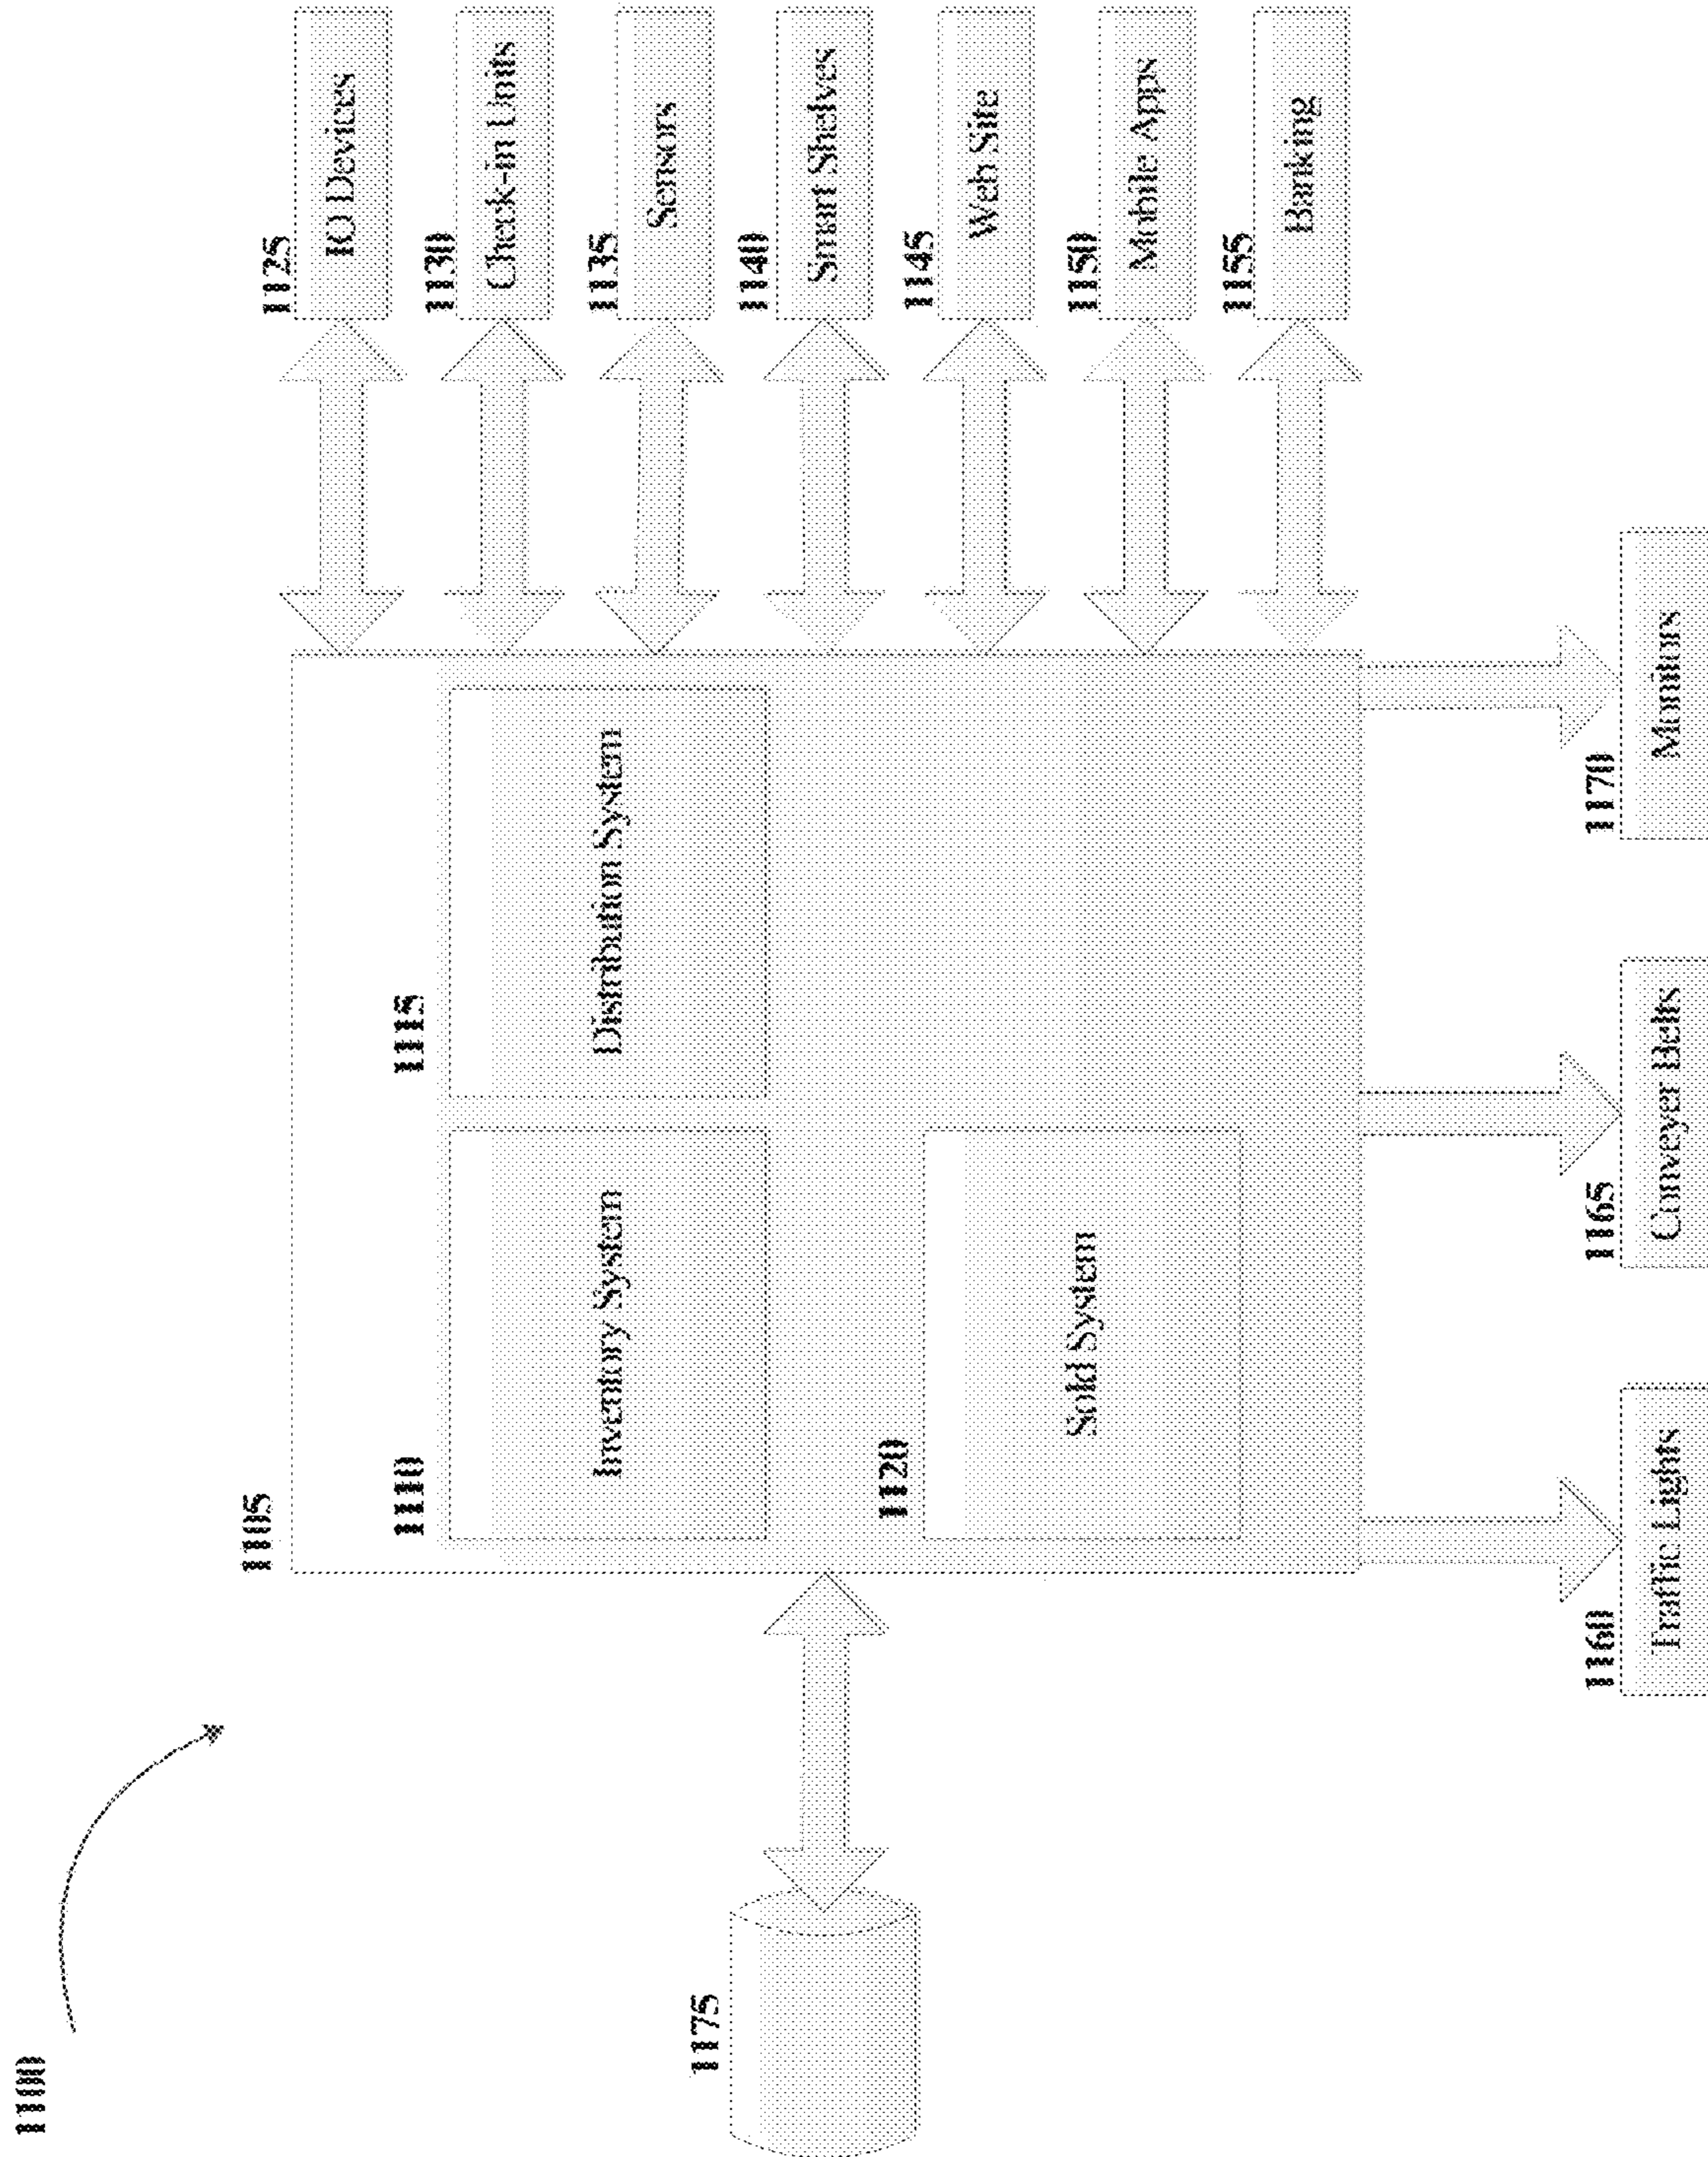 1100
1105
1110
Inventory System
1115
Distribution System
1120
Sold System
1125
IO Devices
1130
Check-in Units
1135
Sensors
1140
Smart Shelves
1145
Web Site
1150
Mobile Apps
1155
Banking
1160
Traffic Lights
1165
Conveyer Belts
1170
Monitors
1175